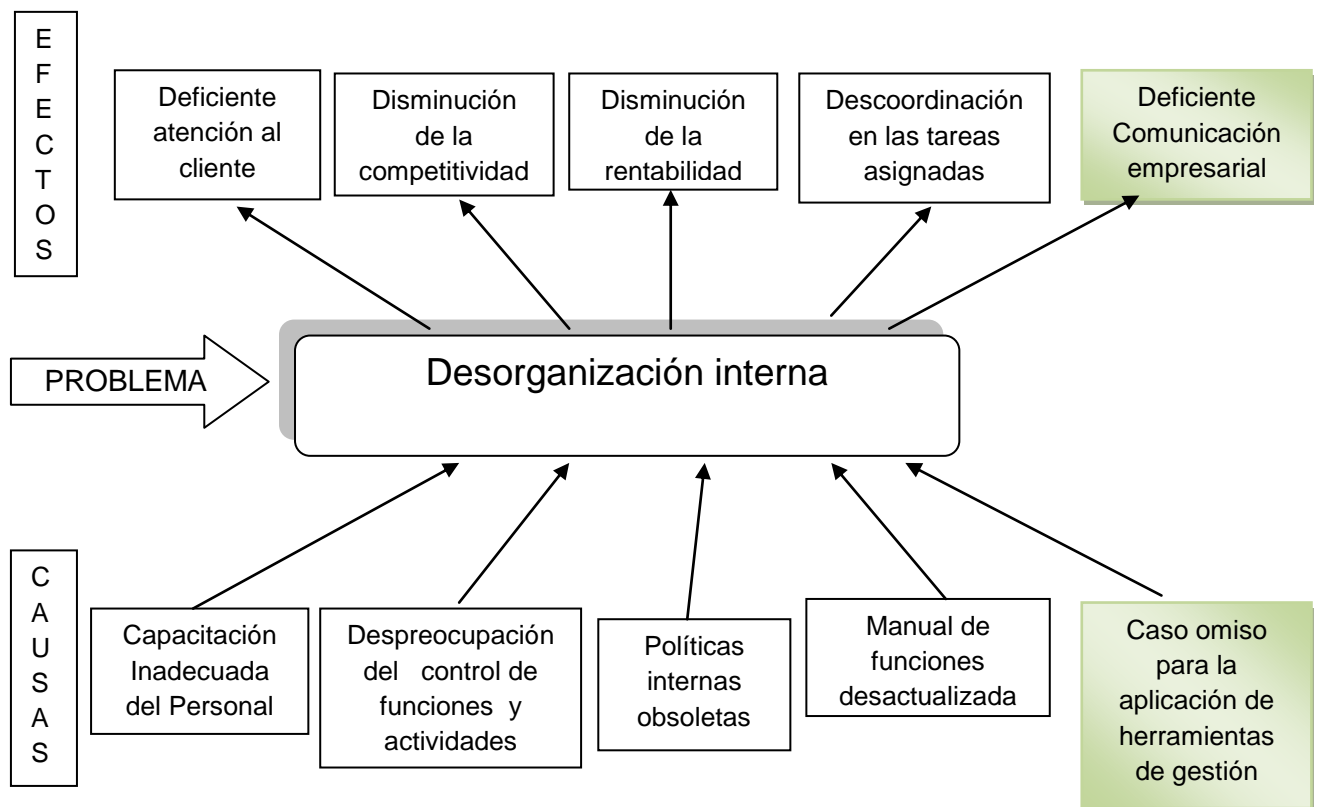 E
F
E
C
T
O
S
Deficiente
atención al
cliente
Disminución
de la
competitividad
Disminución
de la
rentabilidad
Descoordinación
en las tareas
asignadas
Deficiente
Comunicación
empresarial
PROBLEMA
Desorganización interna
C
A
U
S
A
S
Capacitación
Inadecuada
del Personal
Despreocupación
del control de
funciones y
actividades
Políticas
internas
obsoletas
Manual de
funciones
desactualizada
Caso omiso
para la
aplicación de
herramientas
de gestión